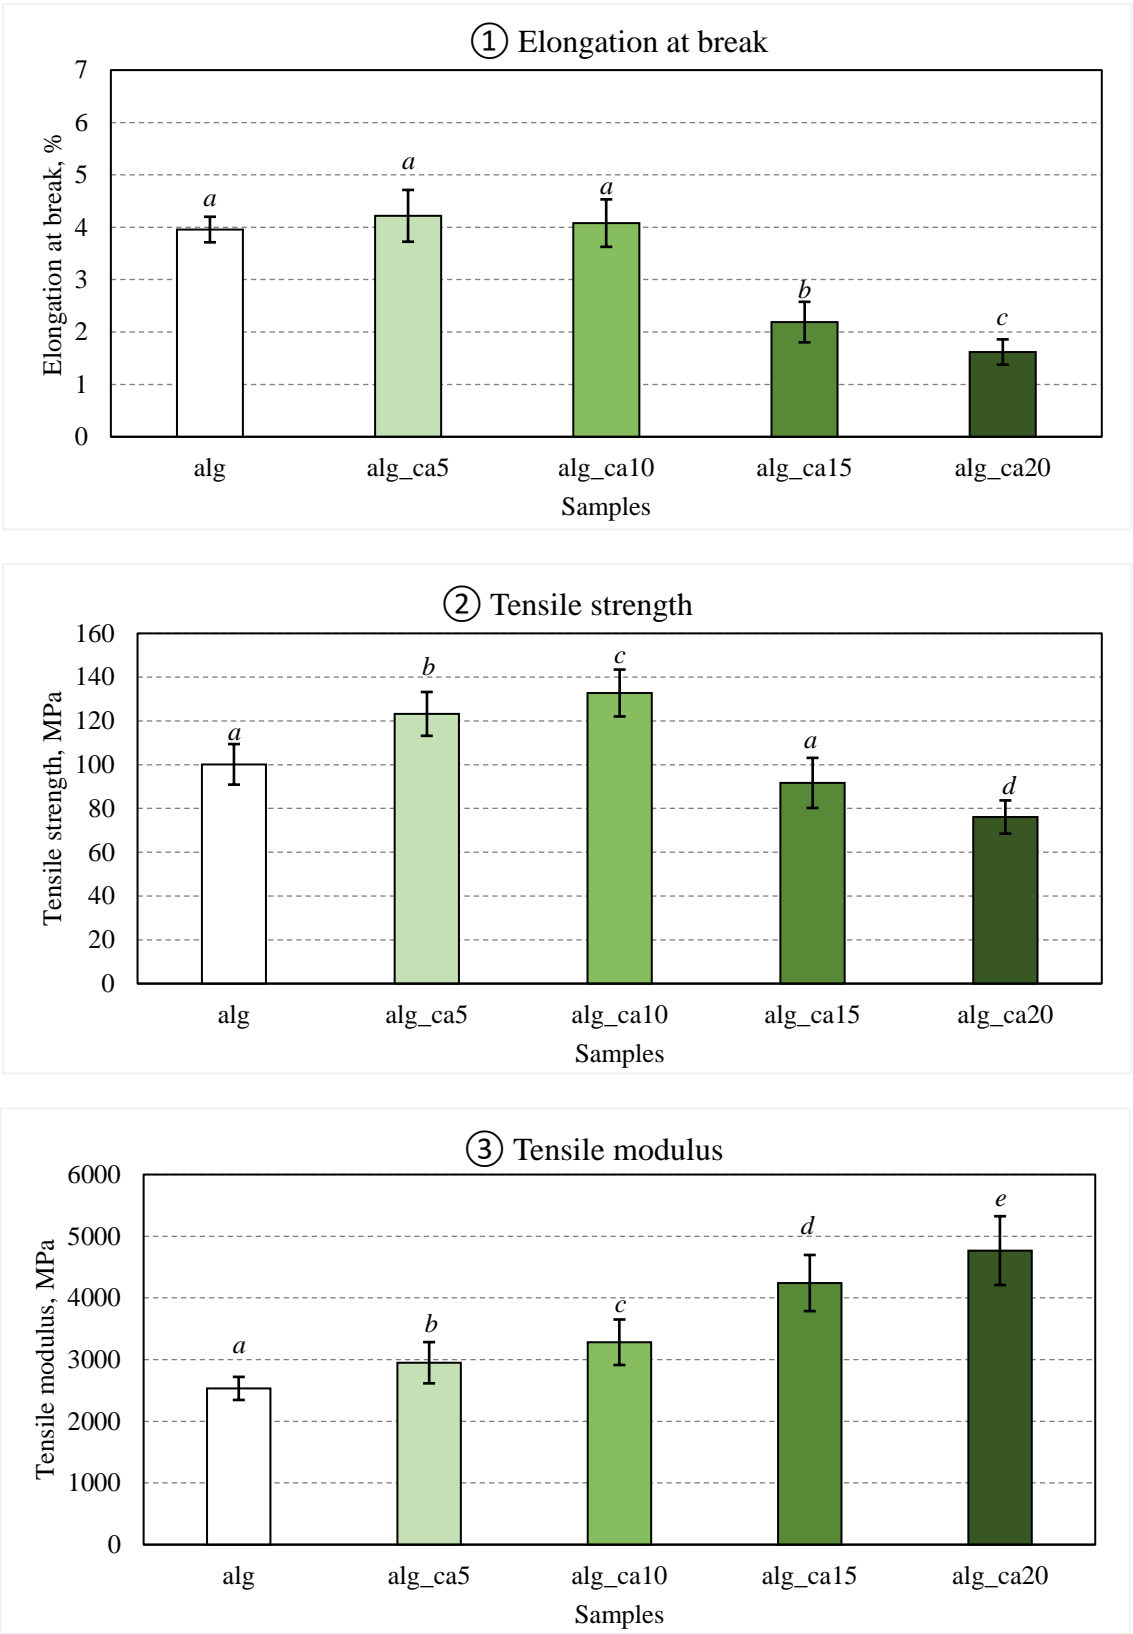 ① Elongation at break
7
6
5
4
3
2
1
0
Elongation at break, %
a
a
a
b
c
alg alg_ca5 alg_ca10 alg_ca15 alg_ca20
Samples
② Tensile strength
160
140
120
100
80
60
40
20
0
Tensile strength, MPa
a
b
c
a
d
alg alg_ca5 alg_ca10 alg_ca15 alg_ca20
Samples
③ Tensile modulus
6000
5000
4000
3000
2000
1000
0
Tensile modulus, MPa
a
b
c
d
e
alg alg_ca5 alg_ca10 alg_ca15 alg_ca20
Samples